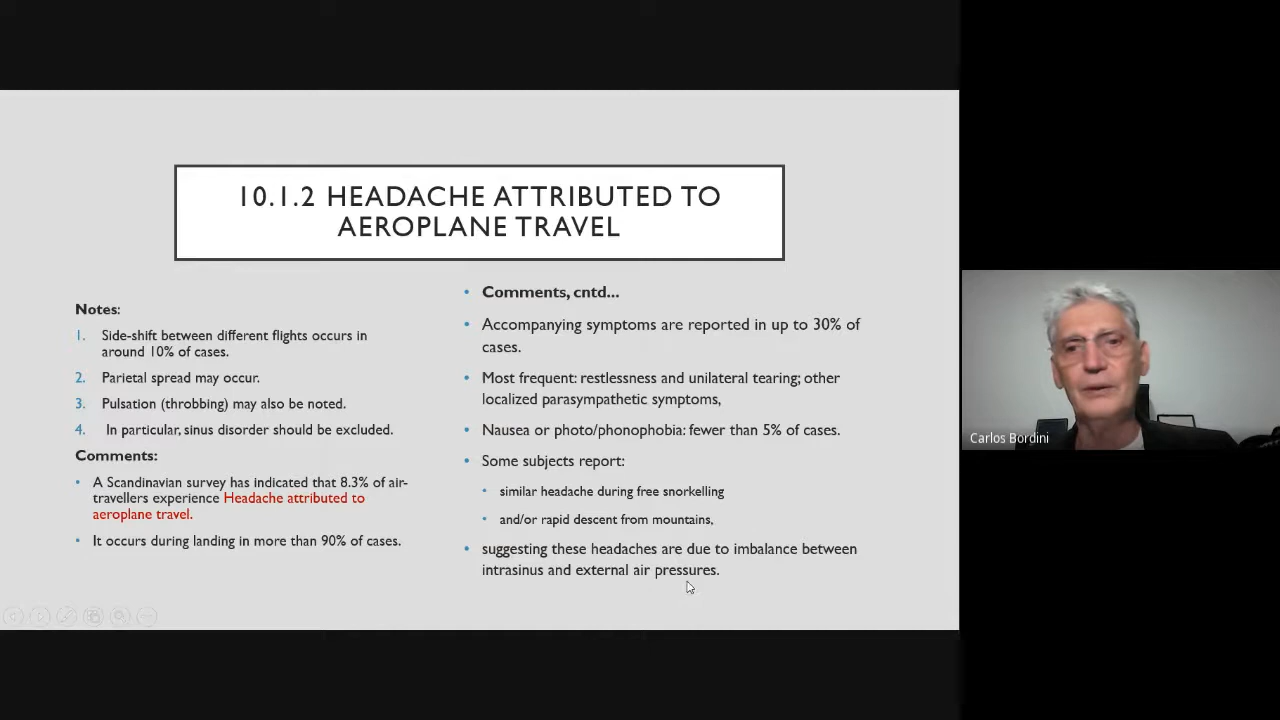 10.1.2 HEADACHE ATTRIBUTED TO
AEROPLANE TRAVEL
Notes:
1. Side-shift between different flights occurs in
around 10% of cases.
2. Parietal spread may occur.
3. Pulsation (throbbing) may also be noted.
4. In particular, sinus disorder should be excluded.
Comments:
• A Scandinavian survey has indicated that 8.3% of air-
travellers experience Headache attributed to
aeroplane travel.
• It occurs during landing in more than 90% of cases.
• Comments, cntd...
• Accompanying symptoms are reported in up to 30% of
cases.
• Most frequent: restlessness and unilateral tearing; other
localized parasympathetic symptoms,
• Nausea or photo/phonophobia: fewer than 5% of cases.
• Some subjects report:
• similar headache during free snorkelling
• and/or rapid descent from mountains,
• suggesting these headaches are due to imbalance between
intrasinus and external air pressures.
Carlos Bordini